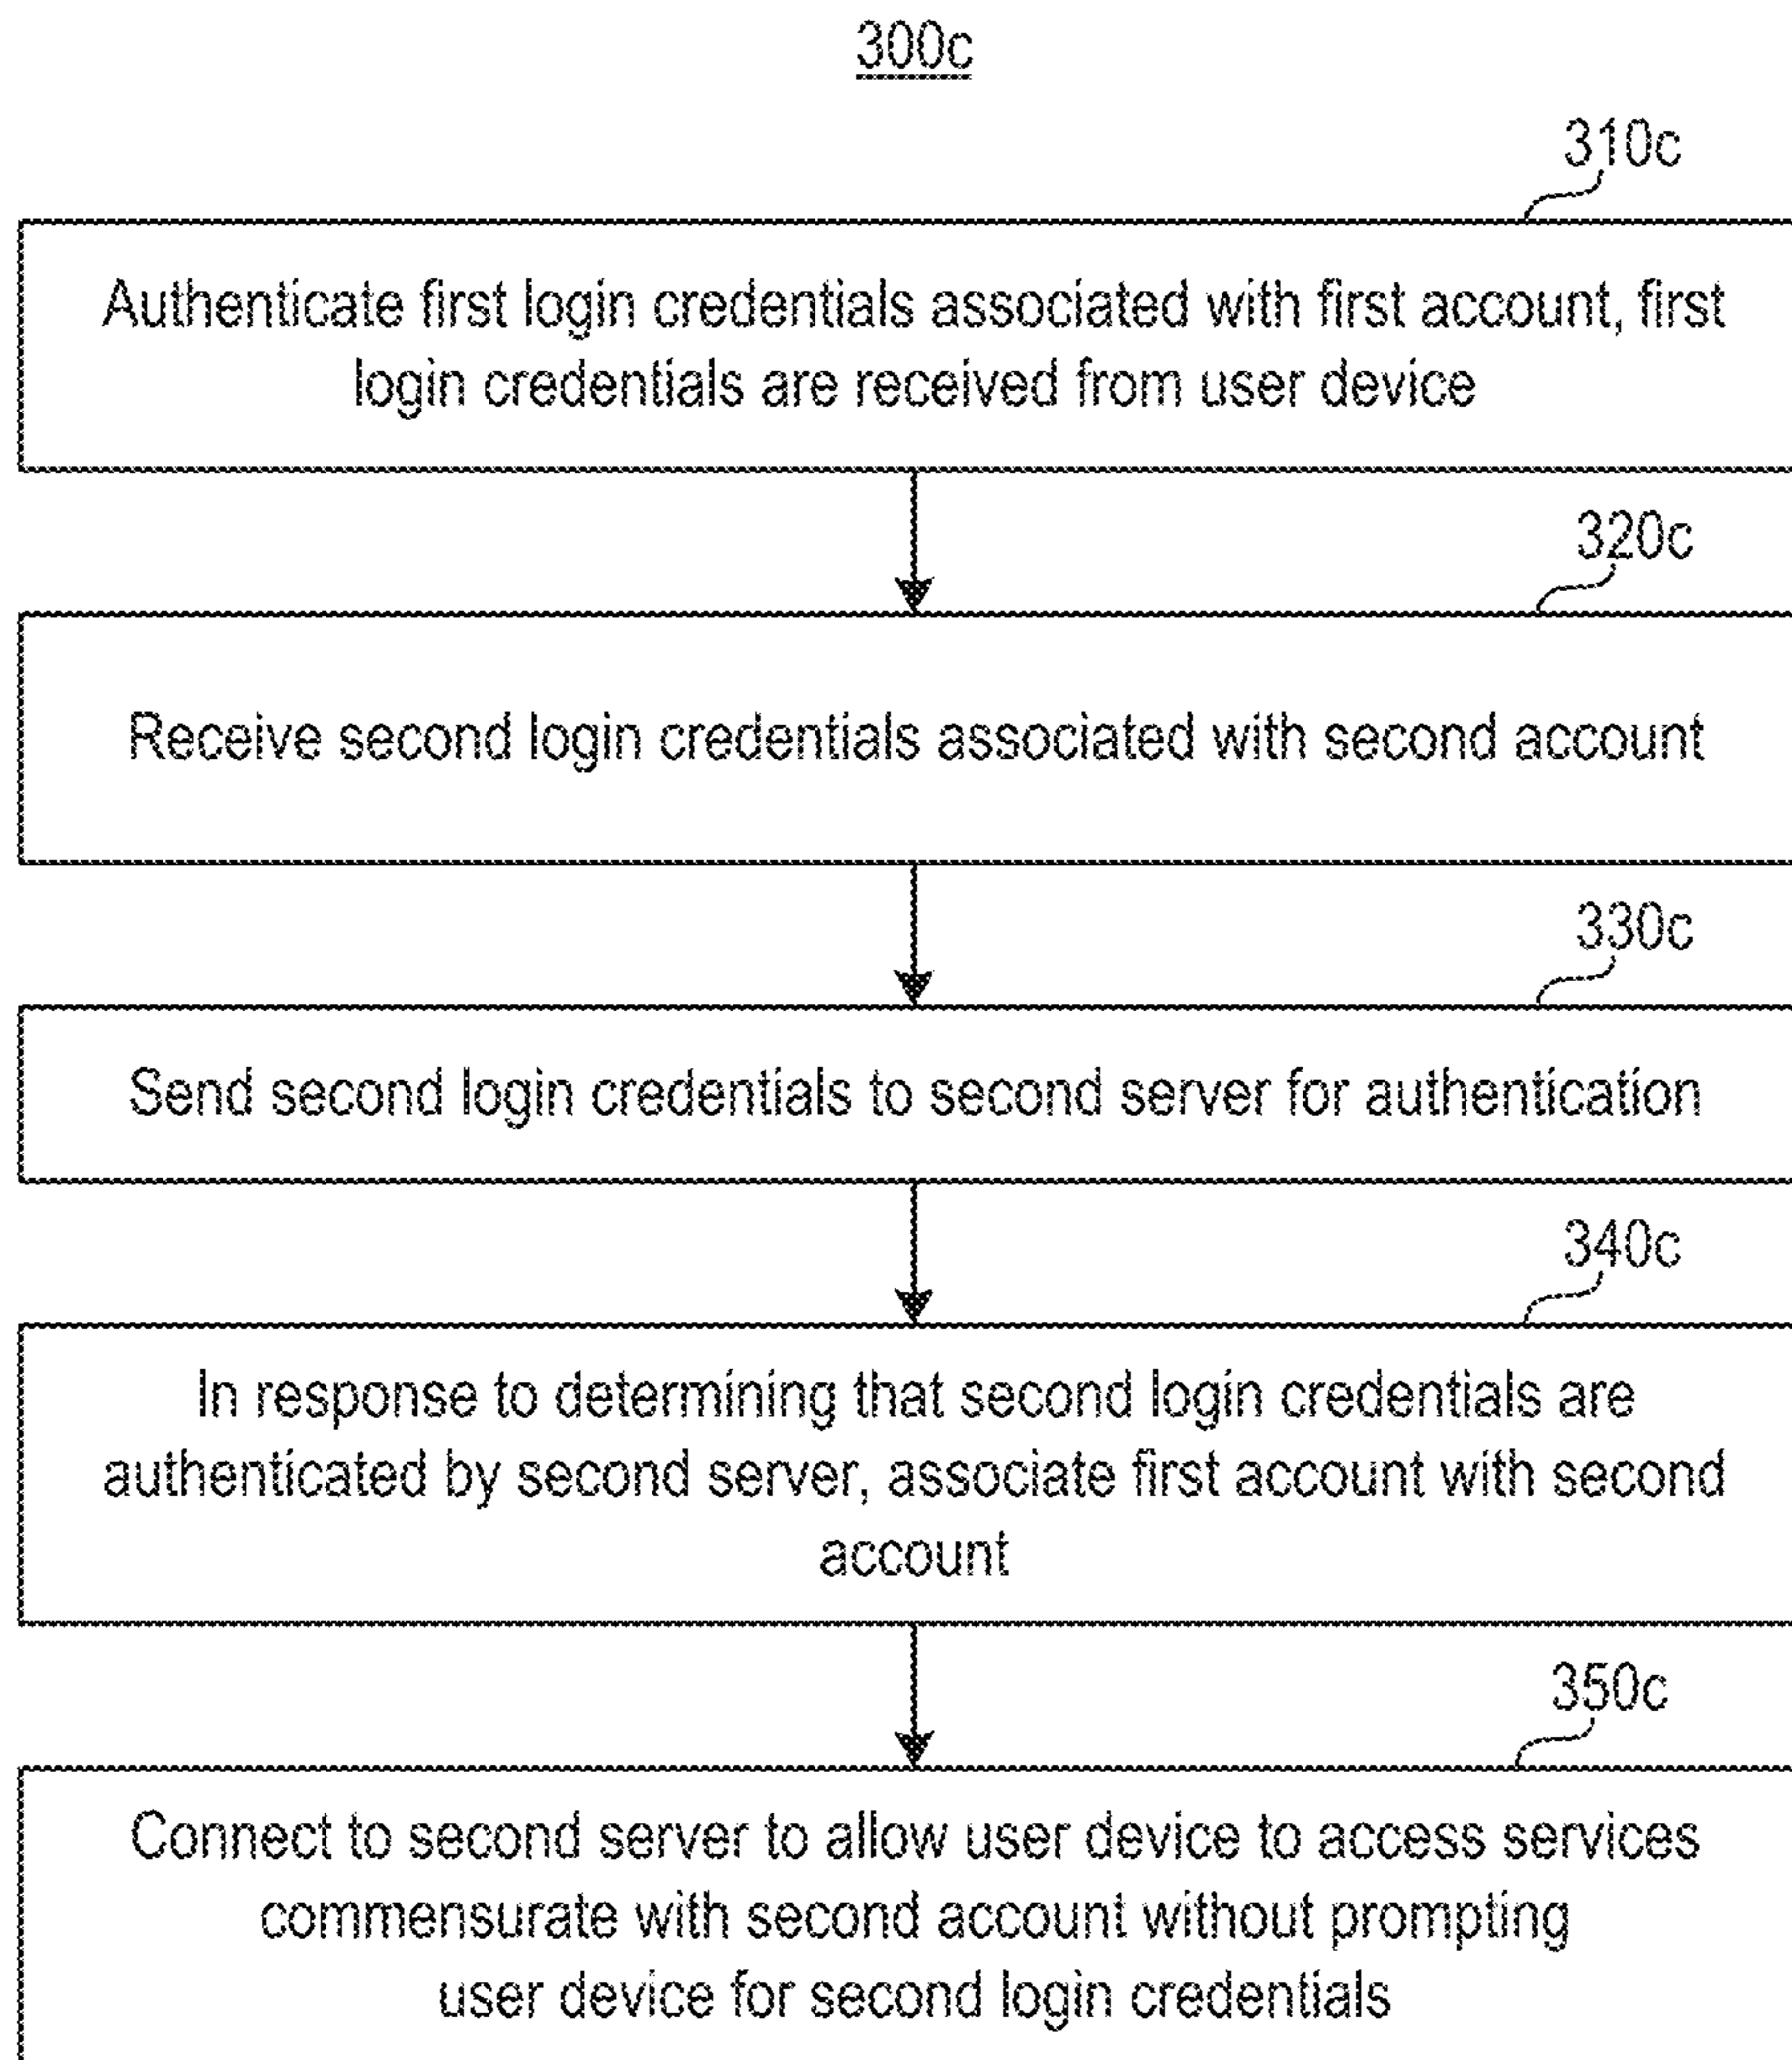 300c
310c
Authenticate first login credentials associated with first account, first
login credentials are received from user device
320c
Receive second login credentials associated with second account
330c
Send second login credentials to second server for authentication
340c
In response to determining that second login credentials are
authenticated by second server, associate first account with second
account
350c
Connect to second server to allow user device to access services
commensurate with second account without prompting
user device for second login credentials